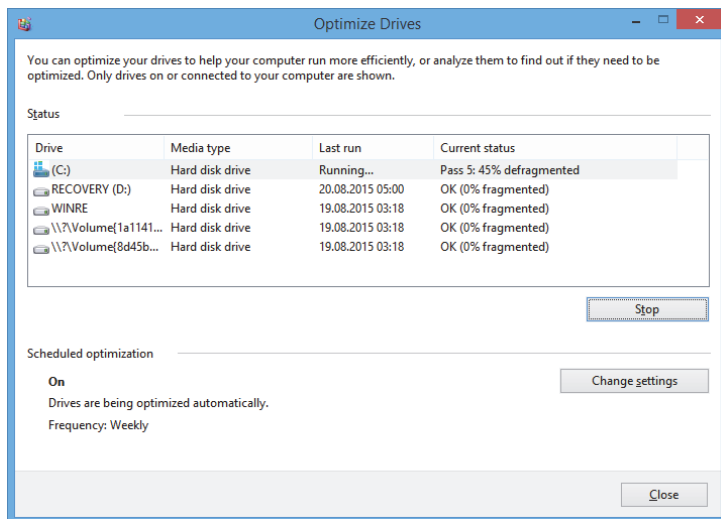 Optimize Drives
You can optimize your drives to help your computer run more efficiently, or analyze them to find out if they need to be
optimized. Only drives on or connected to your computer are shown.
Status
Drive Media type Last run Current status
(C:) Hard disk drive Running... Pass 5: 45% defragmented
RECOVERY (D:) Hard disk drive 20.08.2015 05:00 OK (0% fragmented)
WINRE Hard disk drive 19.08.2015 03:18 OK (0% fragmented)
\\?\Volume{1a1141... Hard disk drive 19.08.2015 03:18 OK (0% fragmented)
\\?\Volume{8d45b... Hard disk drive 19.08.2015 03:18 OK (0% fragmented)
Stop
Scheduled optimization
On
Change settings
Drives are being optimized automatically.
Frequency: Weekly
Close